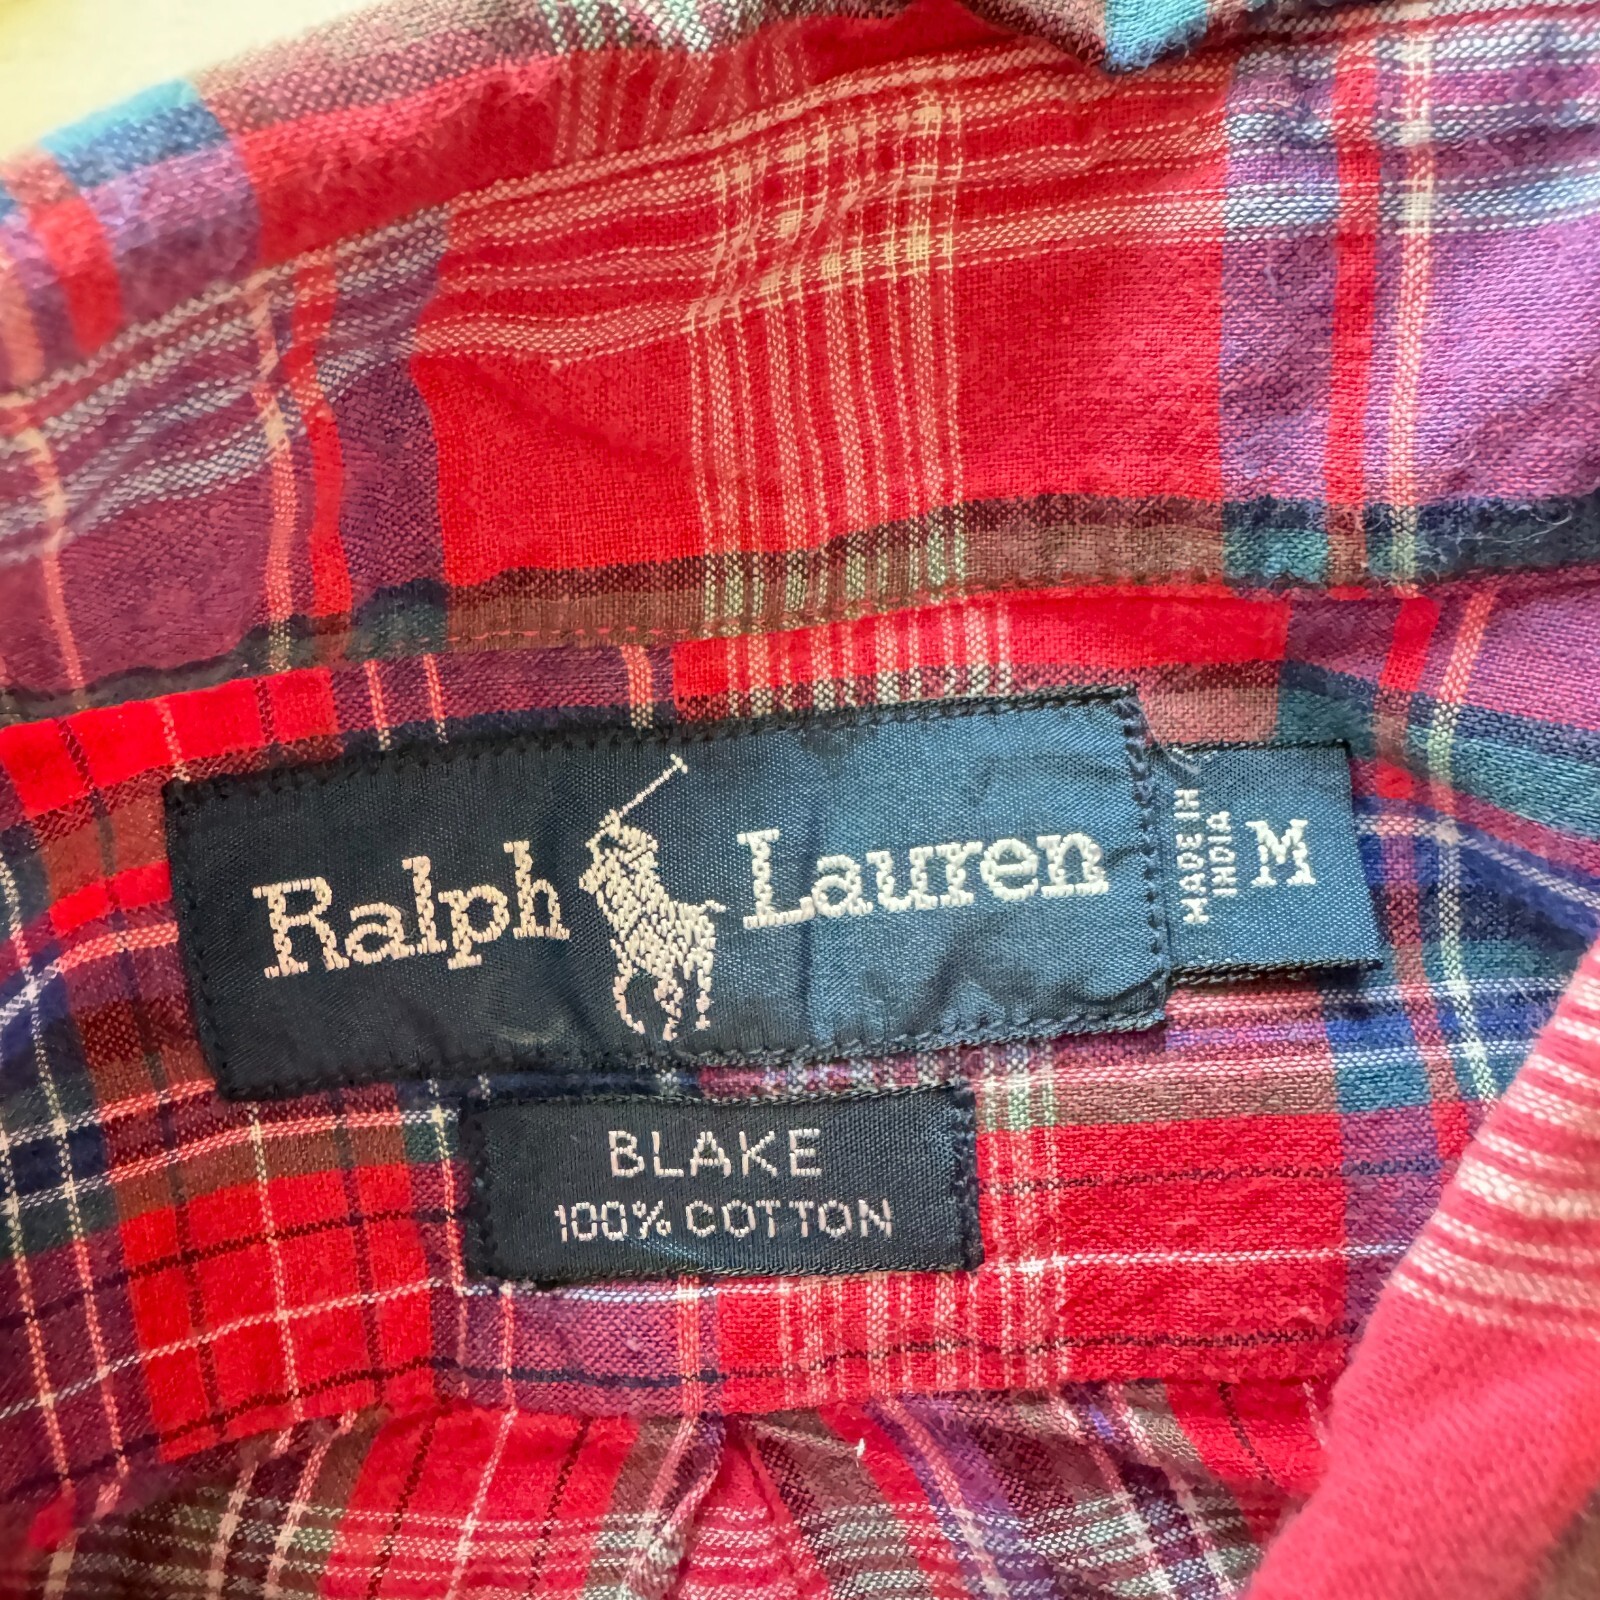 Ralph Lauren
MADE IN
INDIA
M
BLAKE
100% COTTON